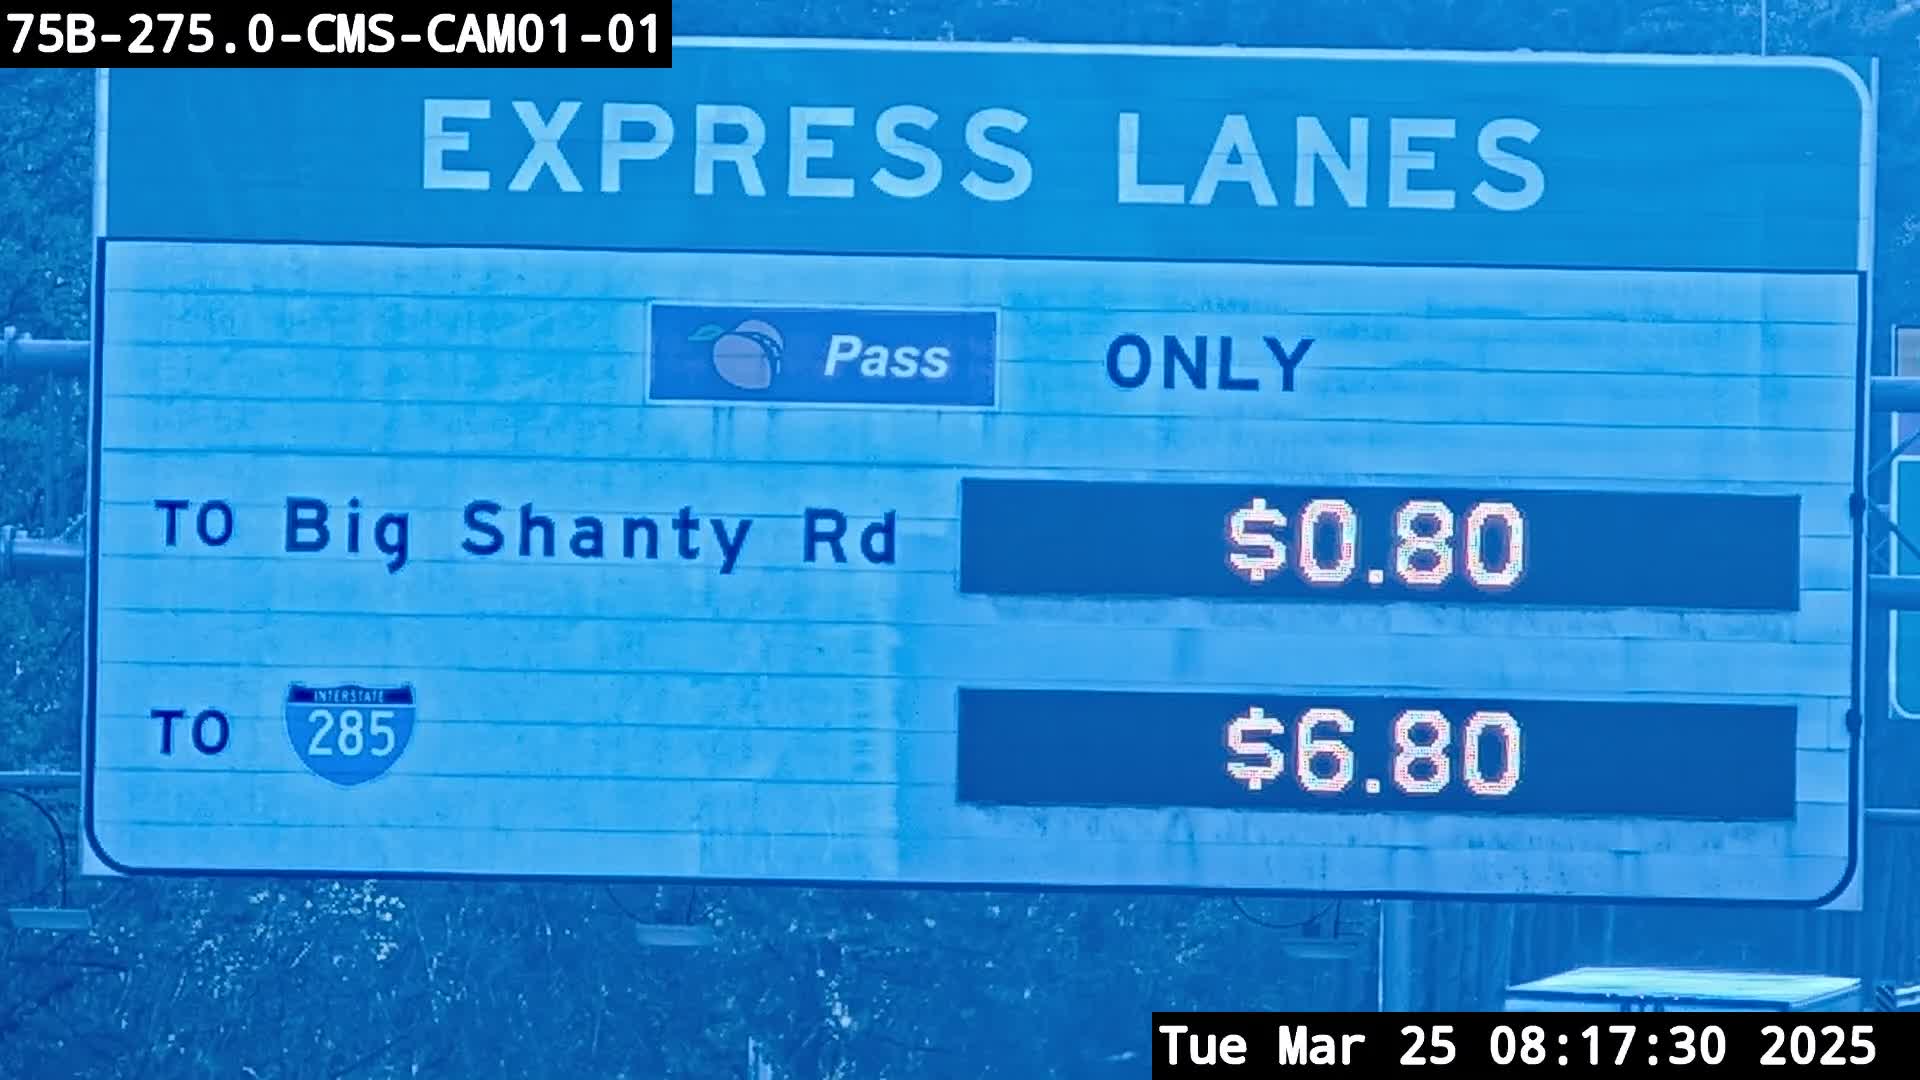 75B-275.0-CMS-CAM01-01
EXPRESS LANES
Pass ONLY
TO Big Shanty Rd $0.80
TO INTERSTATE 285 $6.80
Tue Mar 25 08:17:30 2025